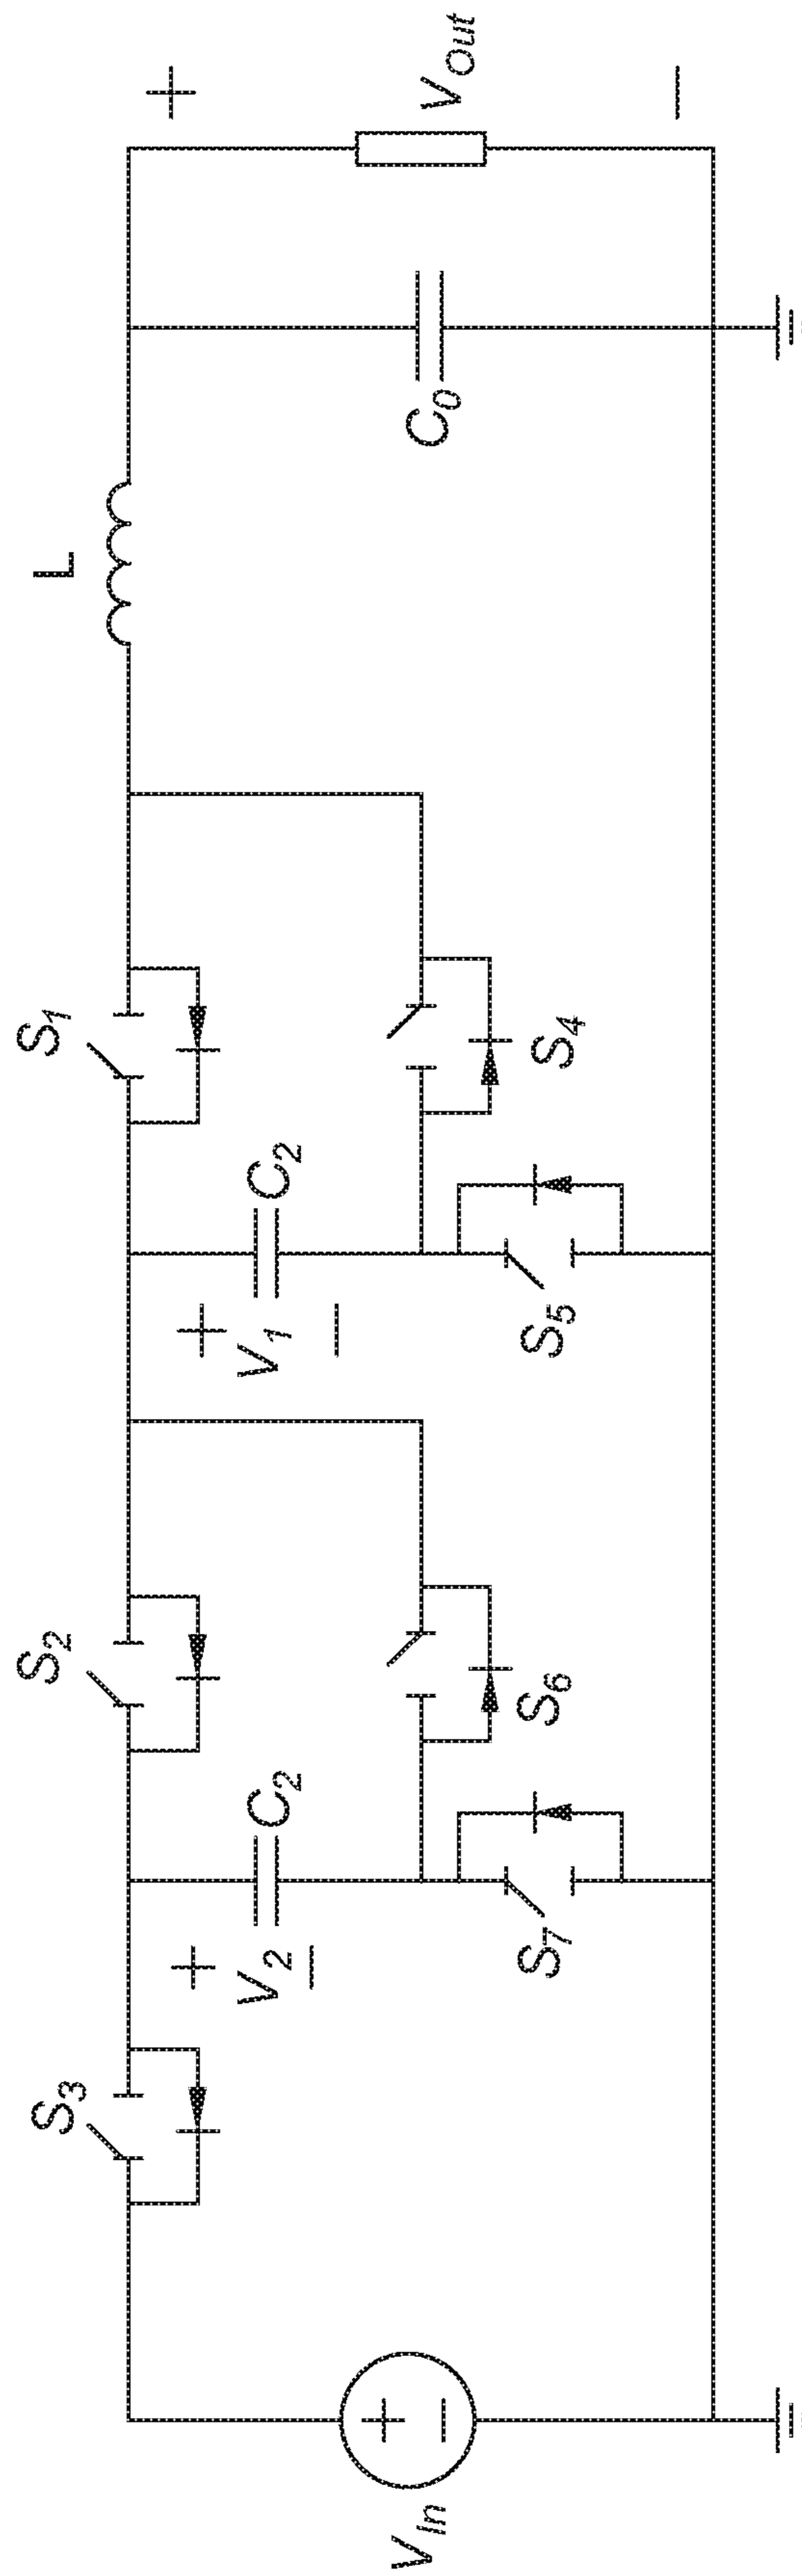 S3
S2
S1
L
+
V2
−
C2
+
V1
−
C2
+
VIn
+
−
S7
S6
S5
S4
C0
VOut
−